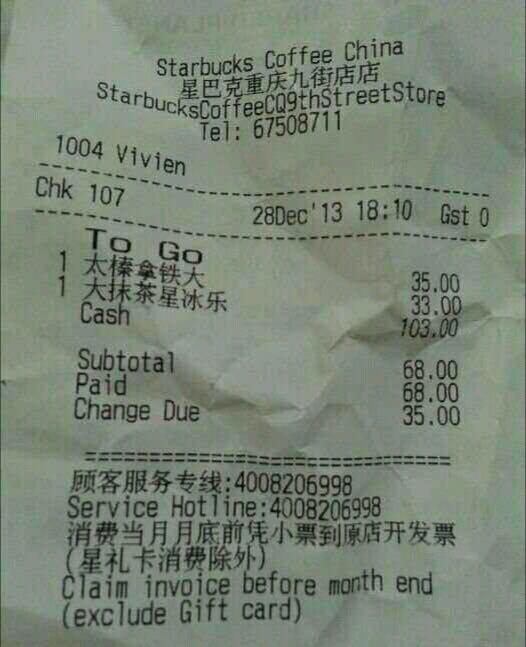 Starbucks Coffee China
星巴克重庆九街店店
StarbucksCoffeeCQ9thStreetStore
Tel: 67508711
1004 Vivien
Chk 107 28Dec'13 18:10 Gst 0
To Go
1 太榛拿铁大 35.00
1 大抹茶星冰乐 33.00
Cash 103.00
Subtotal 68.00
Paid 68.00
Change Due 35.00
顾客服务专线:4008206998
Service Hotline:4008206998
消费当月月底前凭小票到原店开发票
(星礼卡消费除外)
Claim invoice before month end
(exclude Gift card)